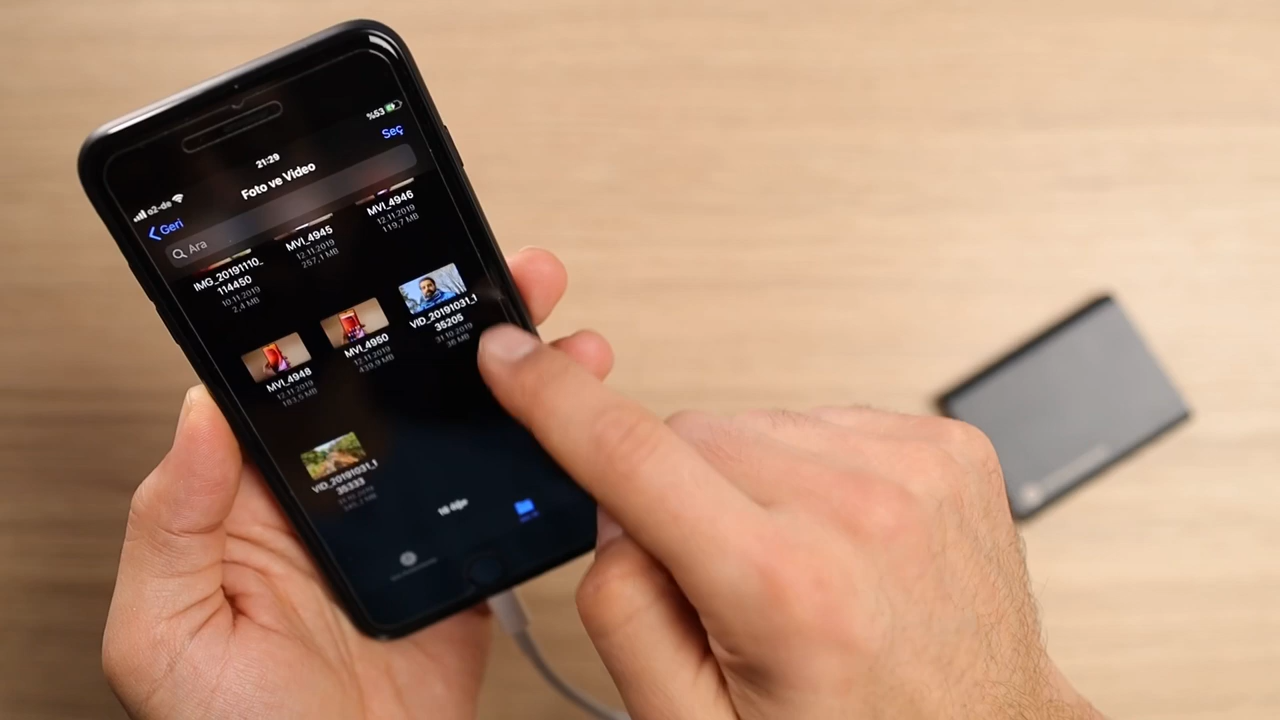 %53
Seç
21:29
o2-de
Foto ve Video
Geri
Ara
MVI_4946
12.11.2019
119,7 MB
MVI_4945
12.11.2019
257,1 MB
IMG_20191110_
114450
10.11.2019
2,4 MB
VID_20191031_1
35205
31.10.2019
36 MB
MVI_4950
12.11.2019
439,9 MB
MVI_4948
12.11.2019
183,5 MB
VID_20191031_1
35333
31.10.2019
16 öğe